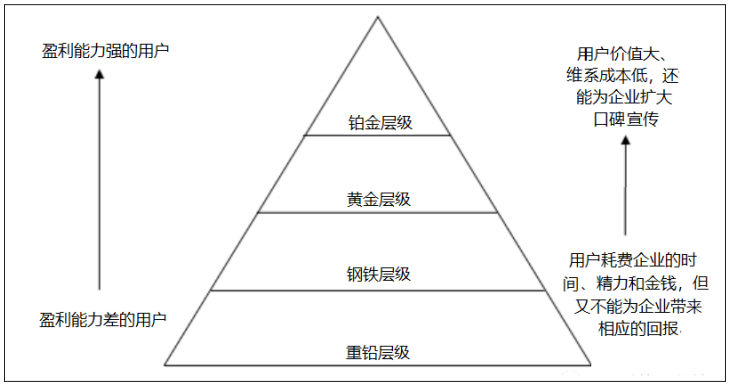 盈利能力强的用户
用户价值大、
维系成本低，还
能为企业扩大
口碑宣传
铂金层级
黄金层级
钢铁层级
用户耗费企业的时
间、精力和金钱，但
又不能为企业带来
相应的回报.
盈利能力差的用户
重铅层级